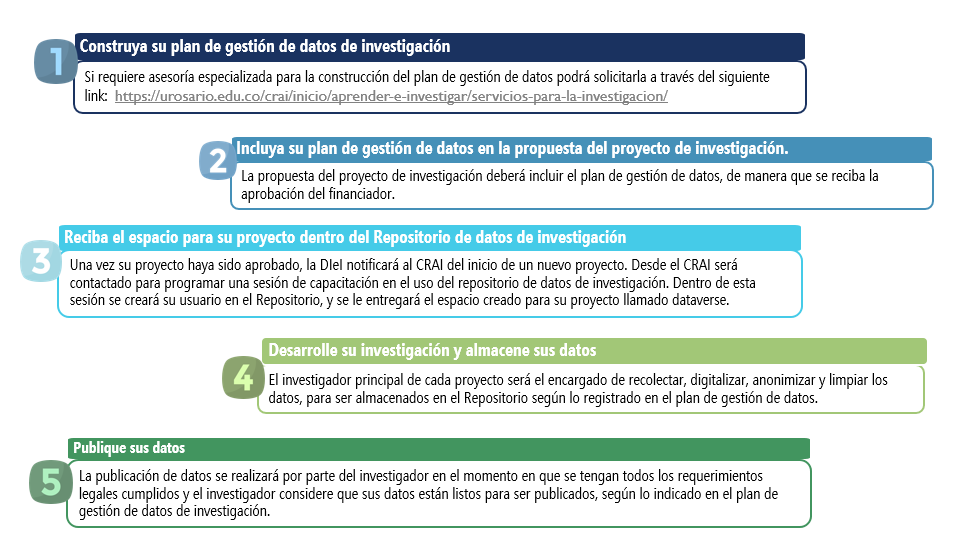 1
Construya su plan de gestión de datos de investigación
Si requiere asesoría especializada para la construcción del plan de gestión de datos podrá solicitarla a través del siguiente
link: https://urosario.edu.co/crai/inicio/aprender-e-investigar/servicios-para-la-investigacion/
2
Incluya su plan de gestión de datos en la propuesta del proyecto de investigación.
La propuesta del proyecto de investigación deberá incluir el plan de gestión de datos, de manera que se reciba la
aprobación del financiador.
3
Reciba el espacio para su proyecto dentro del Repositorio de datos de investigación
Una vez su proyecto haya sido aprobado, la DIeI notificará al CRAI del inicio de un nuevo proyecto. Desde el CRAI será
contactado para programar una sesión de capacitación en el uso del repositorio de datos de investigación. Dentro de esta
sesión se creará su usuario en el Repositorio, y se le entregará el espacio creado para su proyecto llamado dataverse.
4
Desarrolle su investigación y almacene sus datos
El investigador principal de cada proyecto será el encargado de recolectar, digitalizar, anonimizar y limpiar los
datos, para ser almacenados en el Repositorio según lo registrado en el plan de gestión de datos.
5
Publique sus datos
La publicación de datos se realizará por parte del investigador en el momento en que se tengan todos los requerimientos
legales cumplidos y el investigador considere que sus datos están listos para ser publicados, según lo indicado en el plan de
gestión de datos de investigación.